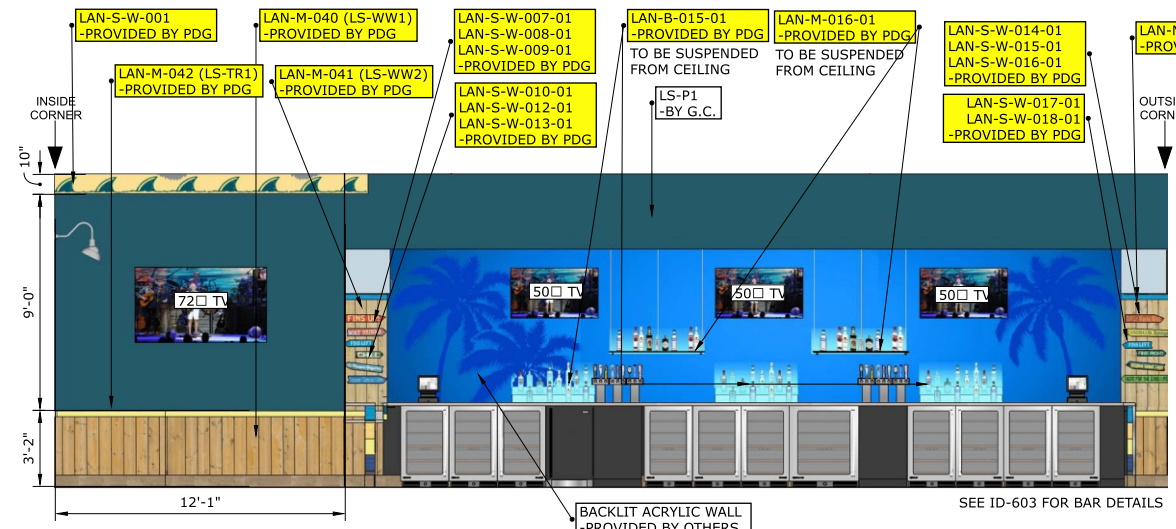 LAN-S-W-001
-PROVIDED BY PDG
LAN-M-040 (LS-WW1)
-PROVIDED BY PDG
LAN-S-W-007-01
LAN-S-W-008-01
LAN-S-W-009-01
-PROVIDED BY PDG
LAN-B-015-01
-PROVIDED BY PDG
TO BE SUSPENDED
FROM CEILING
LAN-M-016-01
-PROVIDED BY PDG
TO BE SUSPENDED
FROM CEILING
LAN-S-W-014-01
LAN-S-W-015-01
LAN-S-W-016-01
-PROVIDED BY PDG
LAN-M-042 (LS-TR1)
-PROVIDED BY PDG
LAN-M-041 (LS-WW2)
-PROVIDED BY PDG
LAN-S-W-010-01
LAN-S-W-012-01
LAN-S-W-013-01
-PROVIDED BY PDG
LS-P1
-BY G.C.
LAN-S-W-017-01
LAN-S-W-018-01
-PROVIDED BY PDG
INSIDE
CORNER
10"
9'-0"
3'-2"
72□ TV
50□ TV
50□ TV
50□ TV
FINS UP
FINS LEFT
12'-1"
BACKLIT ACRYLIC WALL
-PROVIDED BY OTHERS
SEE ID-603 FOR BAR DETAILS